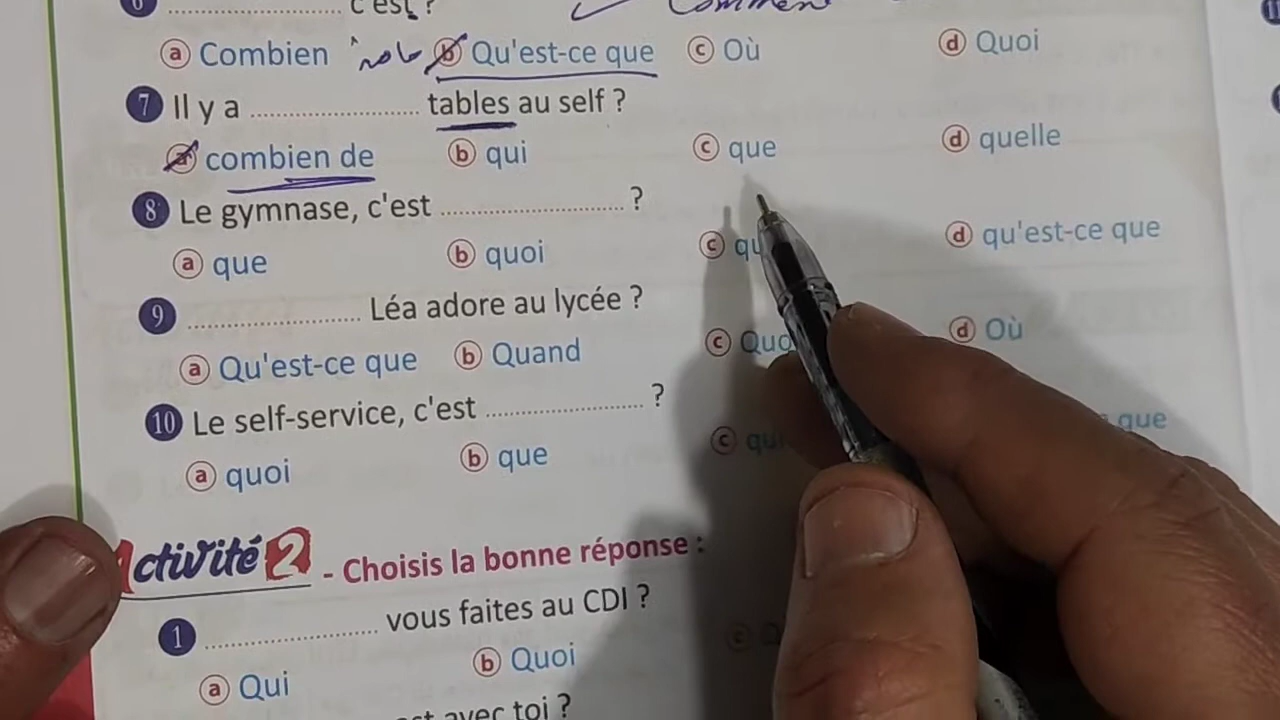 6 .................... c'est ?
a Combien b Qu'est-ce que c Où d Quoi
7 Il y a .................... tables au self ?
a combien de b qui c que d quelle
8 Le gymnase, c'est .................... ?
a que b quoi c d qu'est-ce que
9 .................... Léa adore au lycée ?
a Qu'est-ce que b Quand c d Où
10 Le self-service, c'est .................... ?
a quoi b que c que
Activité 2 - Choisis la bonne réponse :
1 .................... vous faites au CDI ?
a Qui b Quoi
avec toi ?